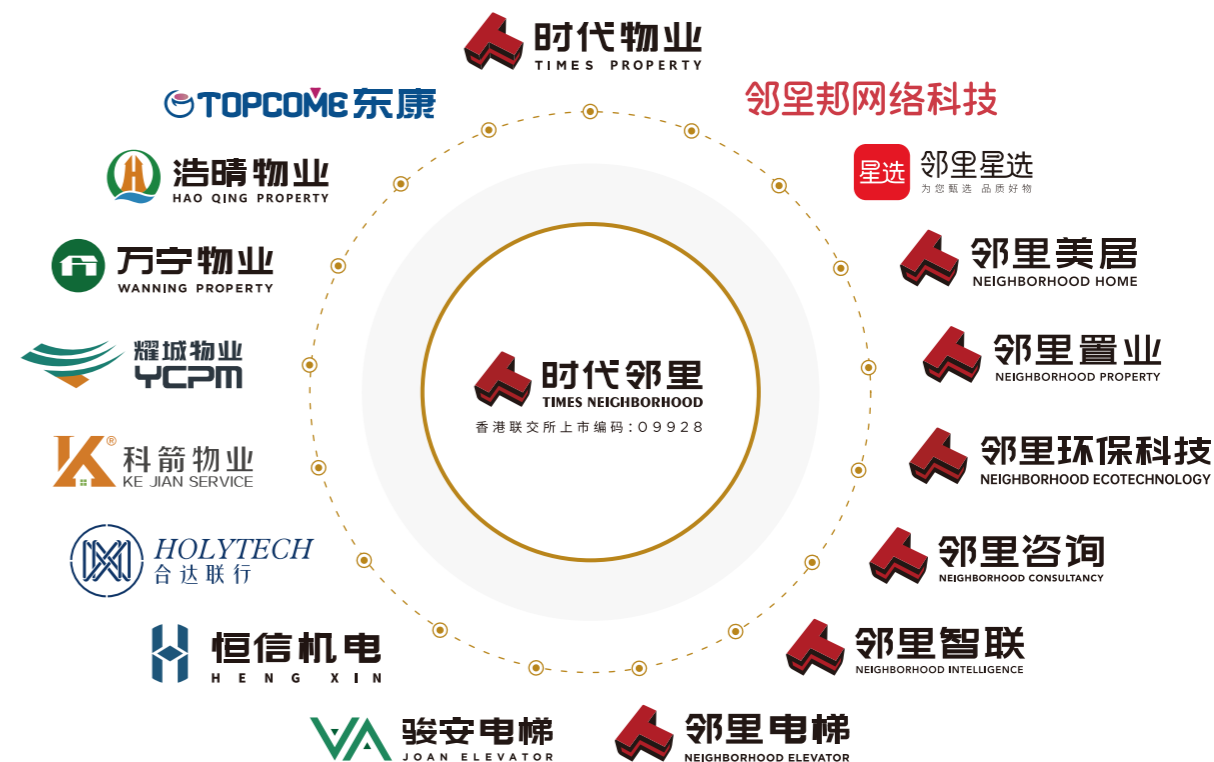 时代物业
TIMES PROPERTY
TOPCOME东康
邻里邦网络科技
浩晴物业
HAO QING PROPERTY
星选
邻里星选
为您甄选 品质好物
万宁物业
WANNING PROPERTY
邻里美居
NEIGHBORHOOD HOME
耀城物业
YCPM
邻里置业
NEIGHBORHOOD PROPERTY
时代邻里
TIMES NEIGHBORHOOD
香港联交所上市编码:09928
K®
科箭物业
KE JIAN SERVICE
邻里环保科技
NEIGHBORHOOD ECOTECHNOLOGY
HOLYTECH
合达联行
邻里咨询
NEIGHBORHOOD CONSULTANCY
恒信机电
HENG XIN
邻里智联
NEIGHBORHOOD INTELLIGENCE
骏安电梯
JOAN ELEVATOR
邻里电梯
NEIGHBORHOOD ELEVATOR